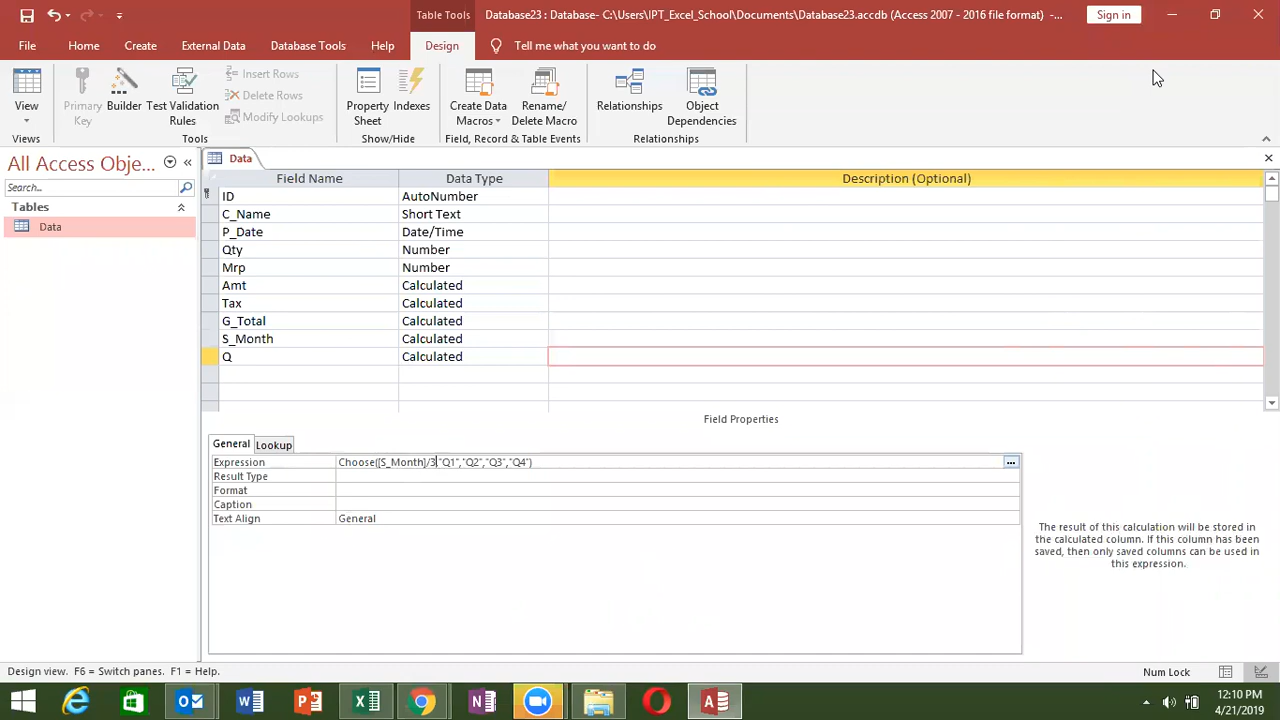 Table Tools
Database23 : Database- C:\Users\IPT_Excel_School\Documents\Database23.accdb (Access 2007 - 2016 file format) -...
Sign in
File
Home
Create
External Data
Database Tools
Help
Design
Tell me what you want to do
View
Primary Key
Builder
Test Validation Rules
Insert Rows
Delete Rows
Modify Lookups
Property Sheet
Indexes
Create Data Macros
Rename/ Delete Macro
Relationships
Object Dependencies
Views
Tools
Show/Hide
Field, Record & Table Events
Relationships
All Access Obje...
Search...
Tables
Data
Data
Field Name Data Type Description (Optional)
ID AutoNumber
C_Name Short Text
P_Date Date/Time
Qty Number
Mrp Number
Amt Calculated
Tax Calculated
G_Total Calculated
S_Month Calculated
Q Calculated
Field Properties
General Lookup
Expression Choose([S_Month]/3,"Q1","Q2","Q3","Q4")
Result Type
Format
Caption
Text Align General
The result of this calculation will be stored in
the calculated column. If this column has been
saved, then only saved columns can be used in
this expression.
Design view. F6 = Switch panes. F1 = Help.
Num Lock
12:10 PM
4/21/2019